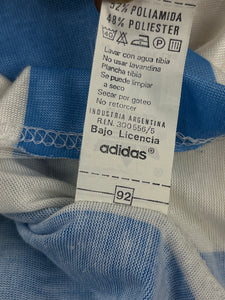 52% POLIAMIDA
48% POLIESTER
40
Lavar con agua tibia
No usar lavandina
Plancha tibia
Se puede limpiar
a seco
Secar por goteo
No retorcer
INDUSTRIA ARGENTINA
R.I.N. 300556/5
Bajo Licencia
adidas®
92